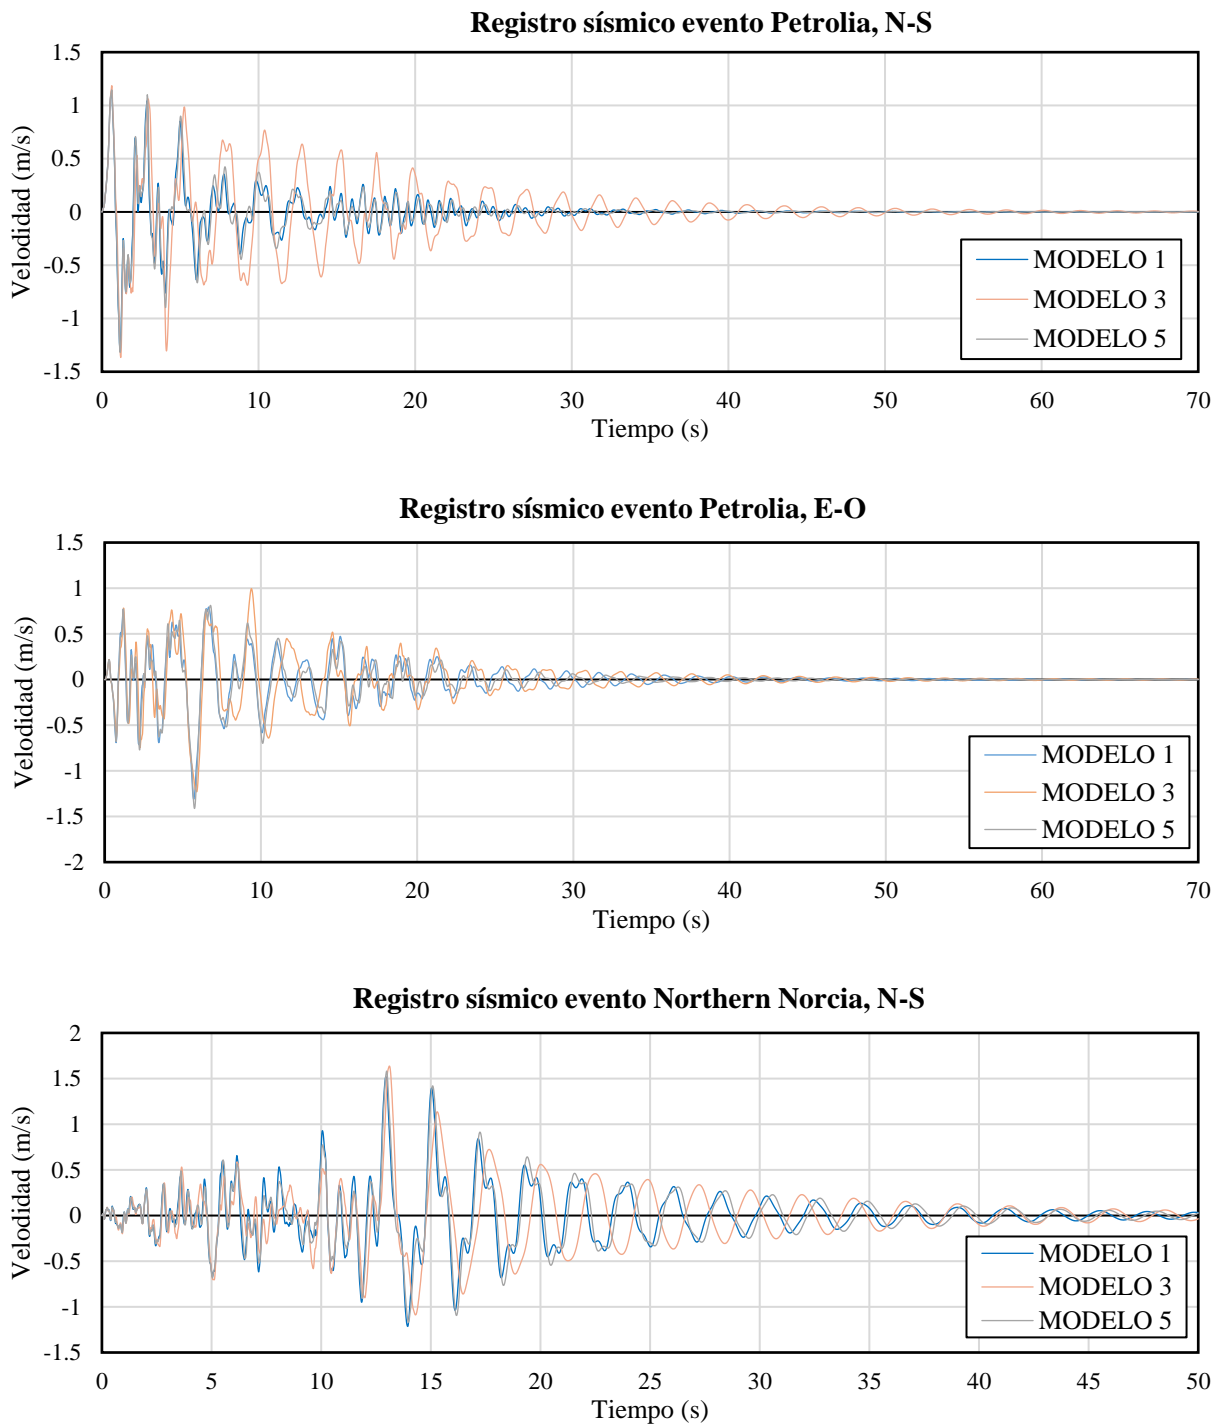 Registro sísmico evento Petrolia, N-S
1.5
1
0.5
0
-0.5
-1
-1.5
Velodidad (m/s)
MODELO 1
MODELO 3
MODELO 5
0 10 20 30 40 50 60 70
Tiempo (s)
Registro sísmico evento Petrolia, E-O
1.5
1
0.5
0
-0.5
-1
-1.5
-2
Velodidad (m/s)
MODELO 1
MODELO 3
MODELO 5
0 10 20 30 40 50 60 70
Tiempo (s)
Registro sísmico evento Northern Norcia, N-S
2
1.5
1
0.5
0
-0.5
-1
-1.5
Velodidad (m/s)
MODELO 1
MODELO 3
MODELO 5
0 5 10 15 20 25 30 35 40 45 50
Tiempo (s)